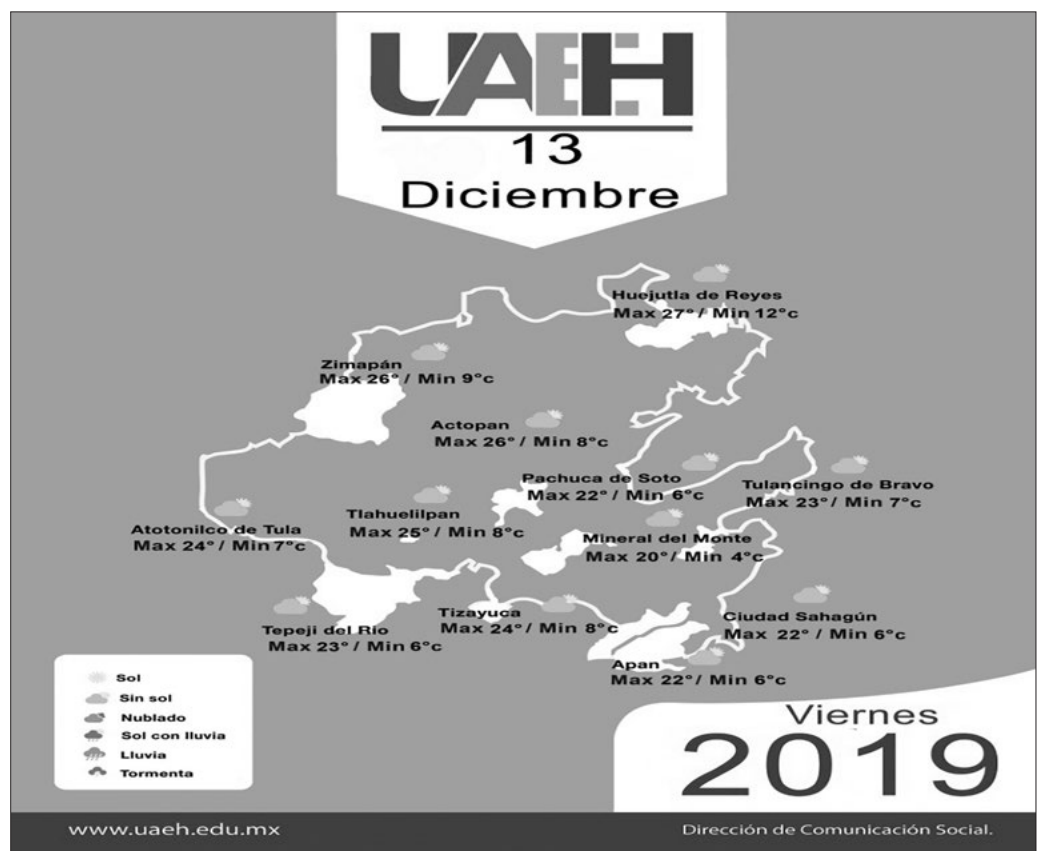 UAEH
13
Diciembre
Huejutla de Reyes
Max 27° / Min 12°c
Zimapán
Max 26° / Min 9°c
Actopan
Max 26° / Min 8°c
Pachuca de Soto
Max 22° / Min 6°c
Tulancingo de Bravo
Max 23° / Min 7°c
Tlahuelilpan
Max 25° / Min 8°c
Atotonilco de Tula
Max 24° / Min 7°c
Mineral del Monte
Max 20° / Min 4°c
Tizayuca
Max 24° / Min 8°c
Ciudad Sahagún
Max 22° / Min 6°c
Tepeji del Río
Max 23° / Min 6°c
Apan
Max 22° / Min 6°c
Sol
Sin sol
Nublado
Sol con lluvia
Lluvia
Tormenta
Viernes
2019
www.uaeh.edu.mx
Dirección de Comunicación Social.